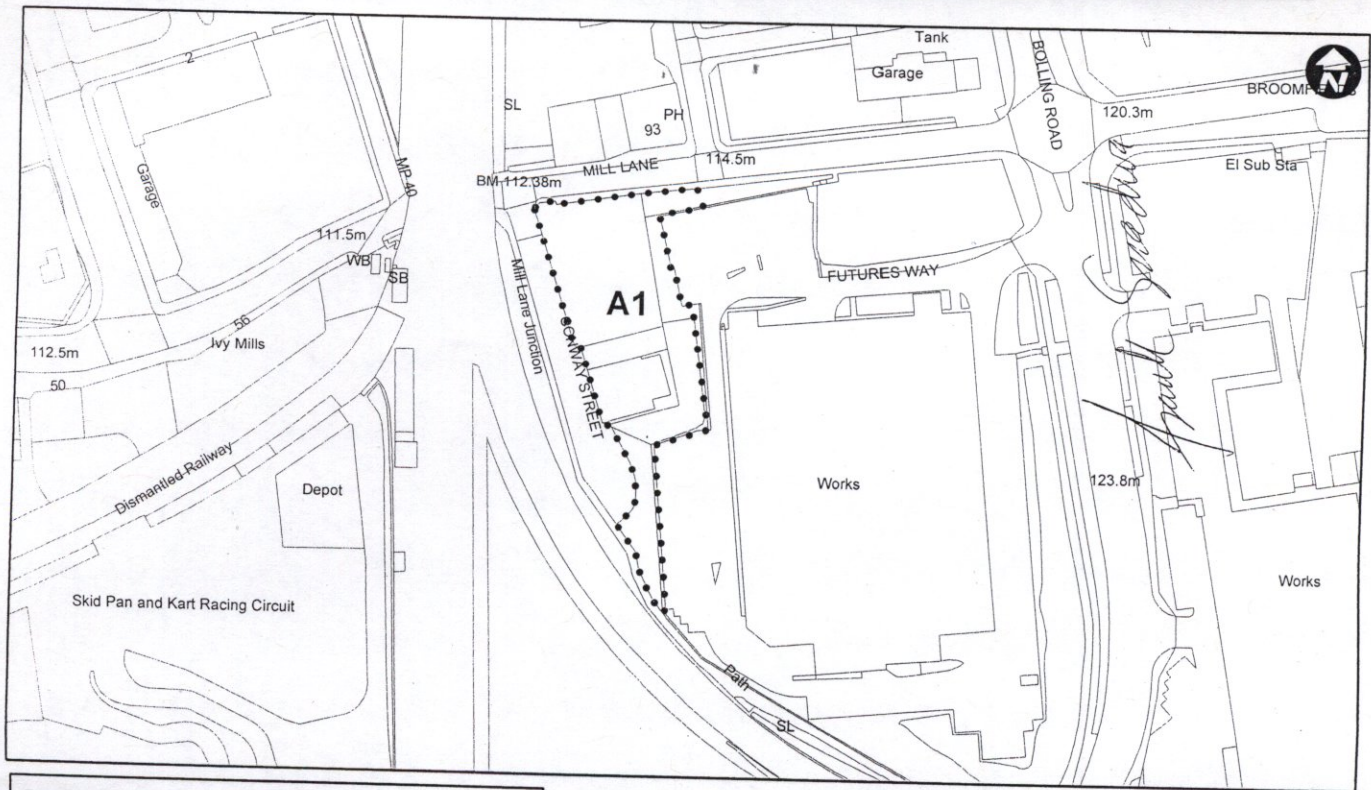 Tank
Garage
BOLLING ROAD
N
2
BROOMFIELDS
120.3m
SL
PH
93
MILL LANE
114.5m
El Sub Sta
Garage
MP 40
BM 112.38m
111.5m
WB
SB
Mill Lane Junction
FUTURES WAY
A1
56
Ivy Mills
CONWAY STREET
112.5m
50
Dismantled Railway
Depot
Works
123.8m
Works
Skid Pan and Kart Racing Circuit
Path
SL